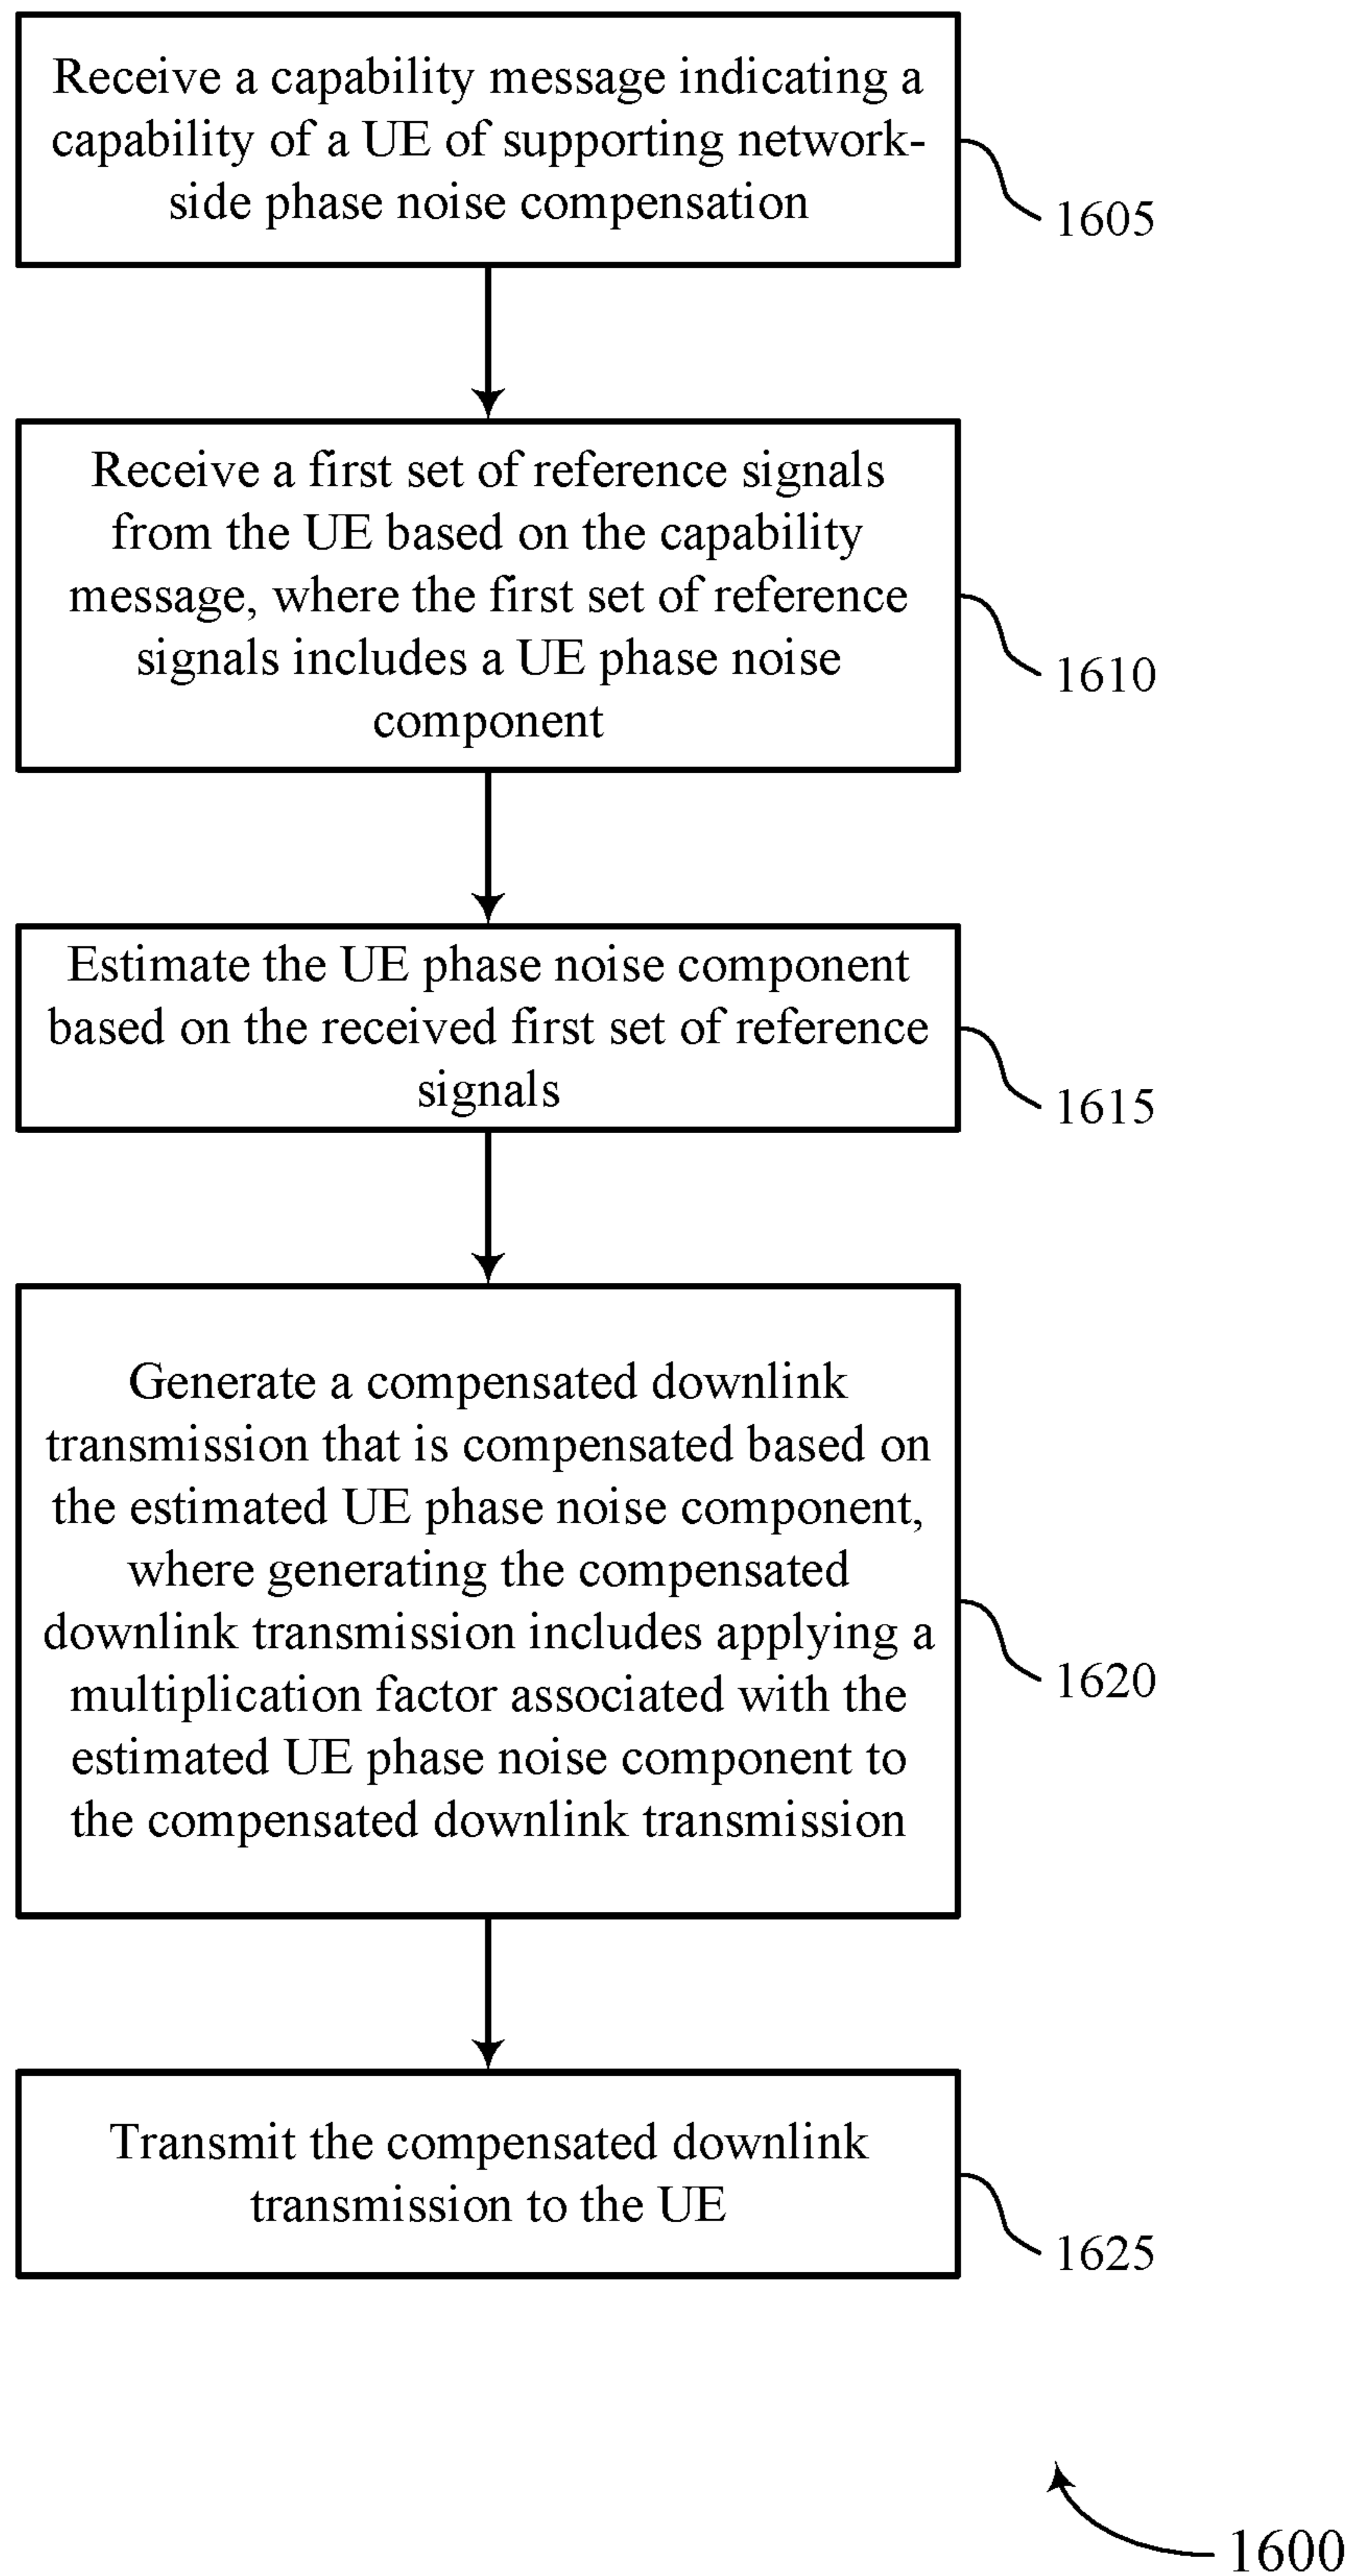 Receive a capability message indicating a
capability of a UE of supporting network-
side phase noise compensation
1605
Receive a first set of reference signals
from the UE based on the capability
message, where the first set of reference
signals includes a UE phase noise
component
1610
Estimate the UE phase noise component
based on the received first set of reference
signals
1615
Generate a compensated downlink
transmission that is compensated based on
the estimated UE phase noise component,
where generating the compensated
downlink transmission includes applying a
multiplication factor associated with the
estimated UE phase noise component to
the compensated downlink transmission
1620
Transmit the compensated downlink
transmission to the UE
1625
1600